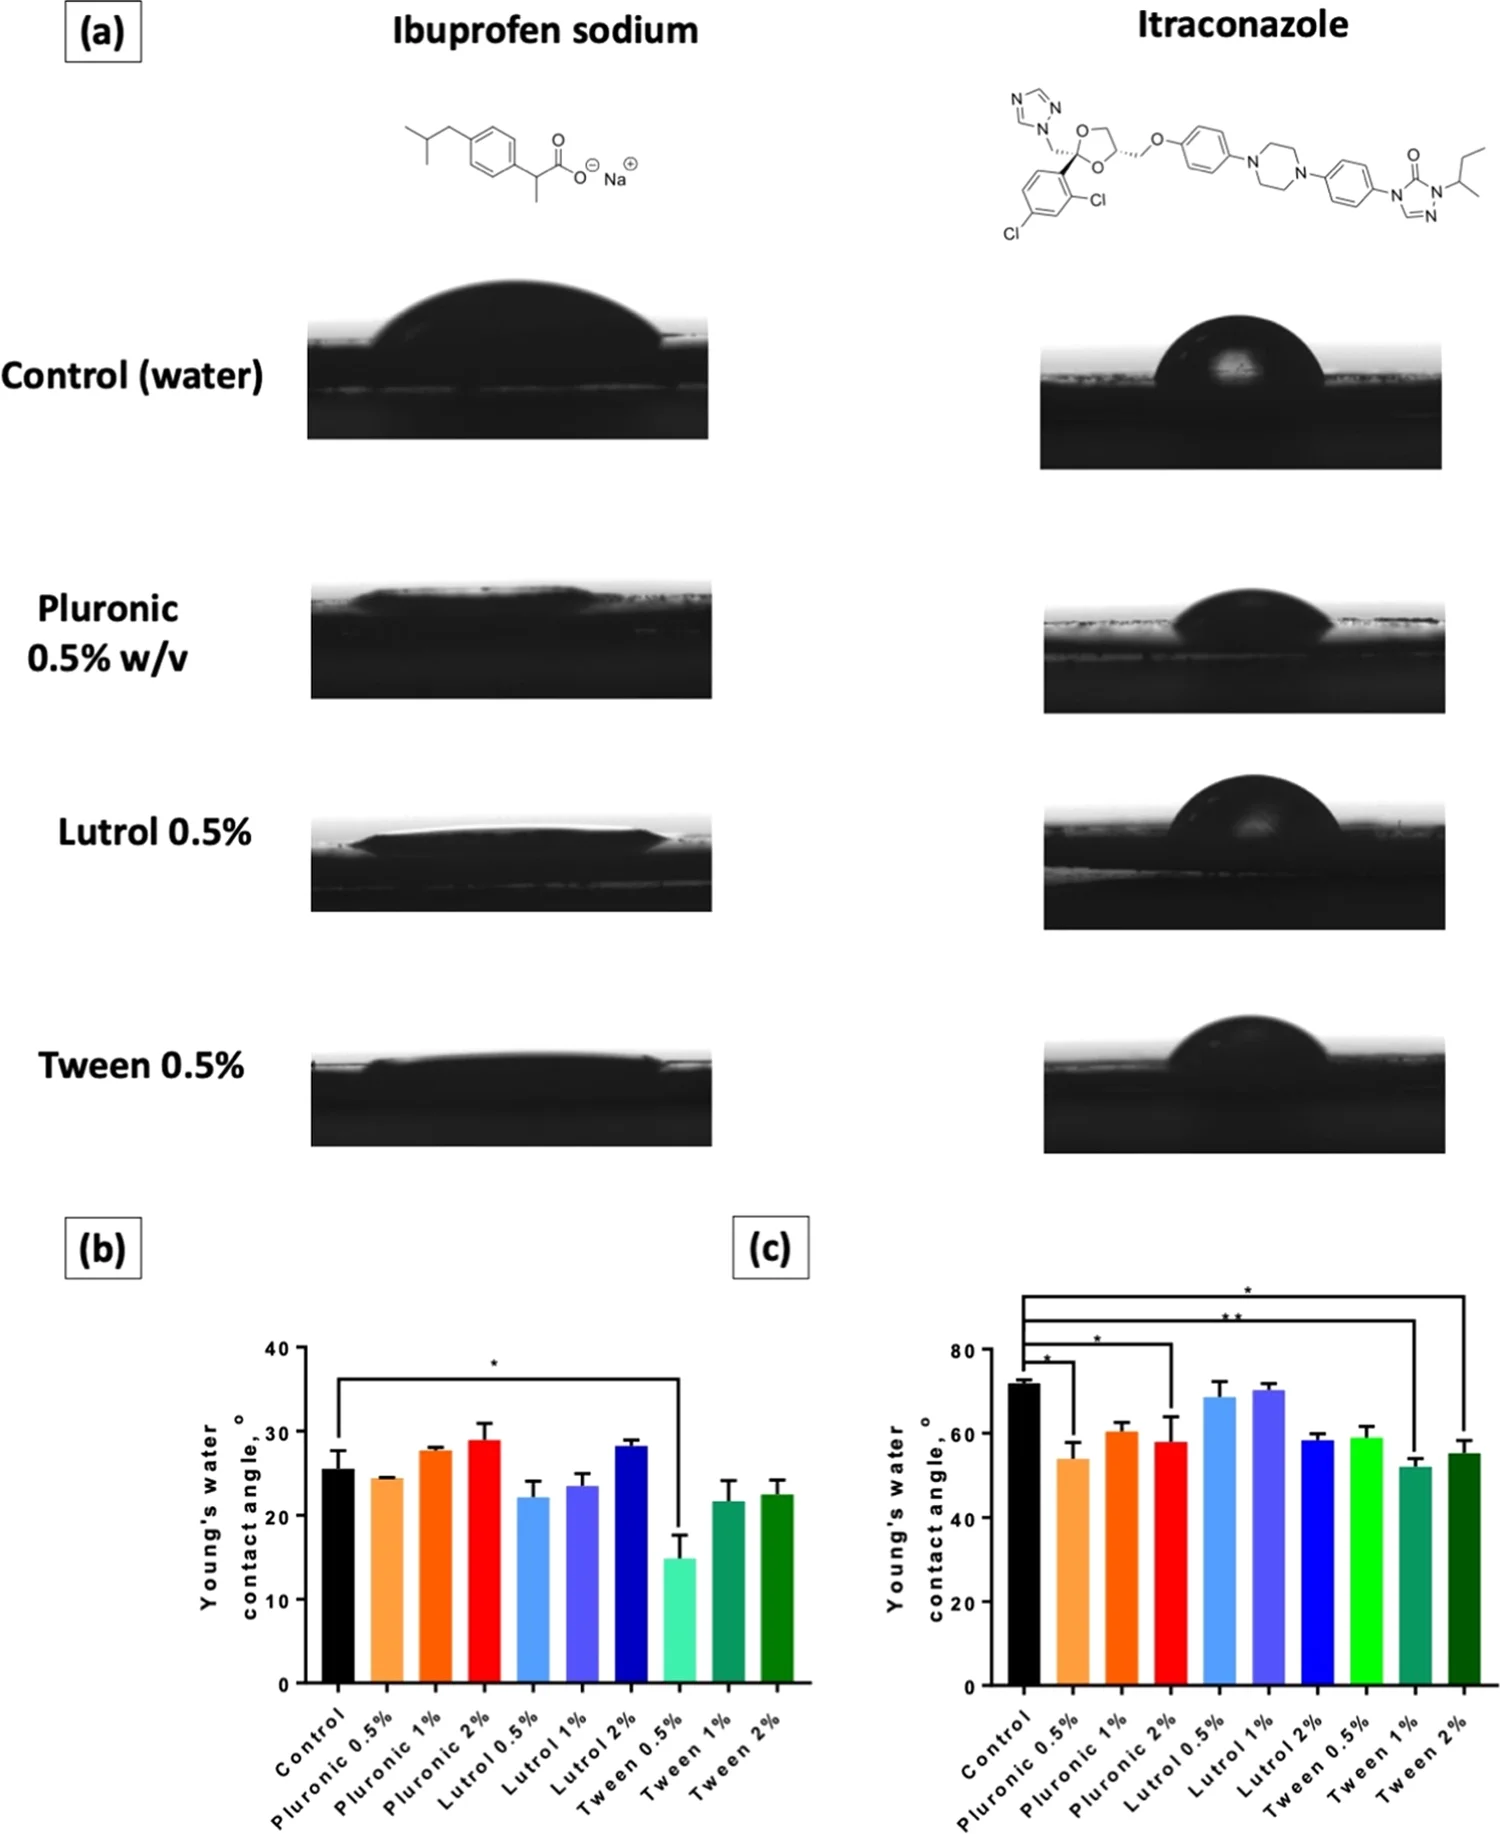 (a)
Ibuprofen sodium
Itraconazole
O
O
⊖
Na
⊕
N
N
N
O
O
Cl
Cl
O
N
N
O
N
N
N
Control (water)
Pluronic
0.5% w/v
Lutrol 0.5%
Tween 0.5%
(b)
Young's water
contact angle, °
40
30
20
10
0
*
Control
Pluronic 0.5%
Pluronic 1%
Pluronic 2%
Lutrol 0.5%
Lutrol 1%
Lutrol 2%
Tween 0.5%
Tween 1%
Tween 2%
(c)
Young's water
contact angle, °
80
60
40
20
0
*
**
*
*
Control
Pluronic 0.5%
Pluronic 1%
Pluronic 2%
Lutrol 0.5%
Lutrol 1%
Lutrol 2%
Tween 0.5%
Tween 1%
Tween 2%